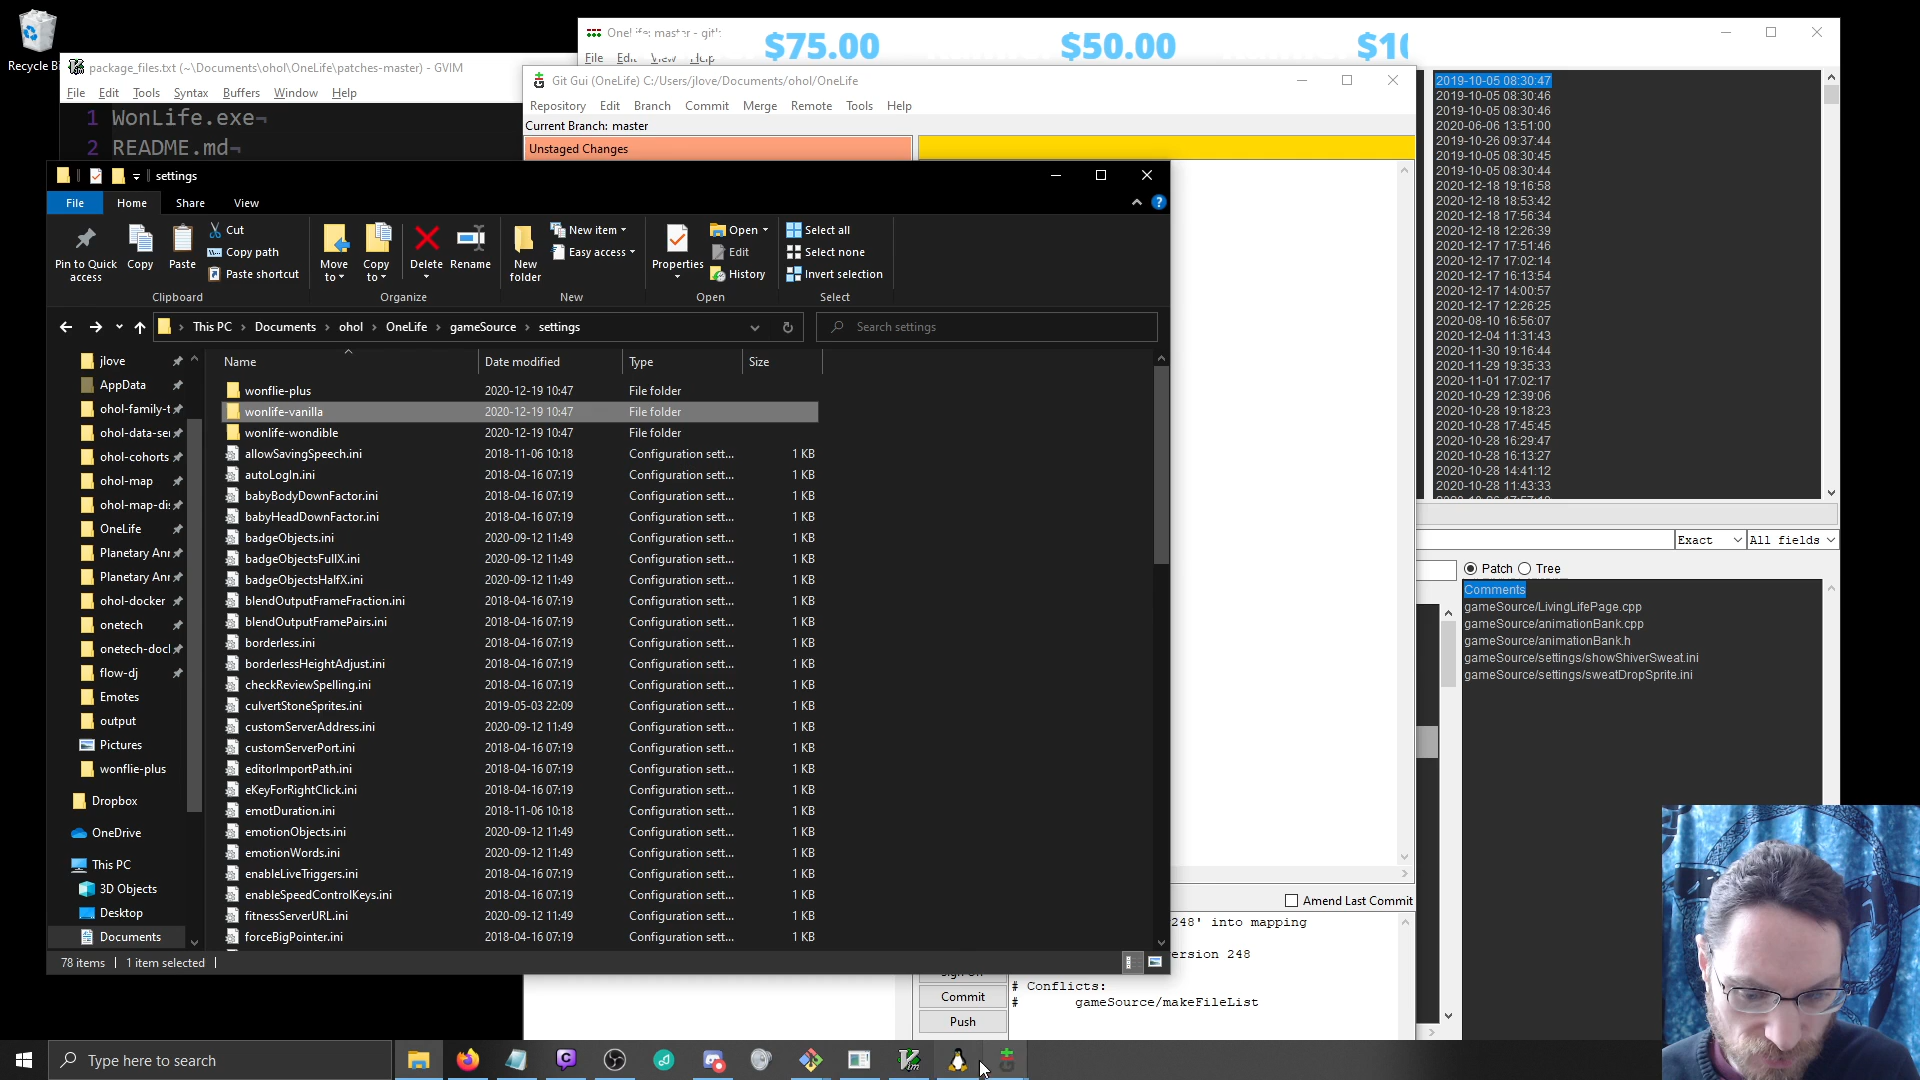 Recycle Bi
OneLife: master - gitk
$75.00
$50.00
$10
File Edit View Help
package_files.txt (~\Documents\ohol\OneLife\patches-master) - GVIM
File Edit Tools Syntax Buffers Window Help
1 WonLife.exe¬
2 README.md¬
Git Gui (OneLife) C:/Users/jlove/Documents/ohol/OneLife
Repository Edit Branch Commit Merge Remote Tools Help
Current Branch: master
Unstaged Changes
settings
File Home Share View
Pin to Quick access
Copy
Paste
Cut
Copy path
Paste shortcut
Clipboard
Move to
Copy to
Delete
Rename
Organize
New folder
New item
Easy access
New
Properties
Open
Edit
History
Open
Select all
Select none
Invert selection
Select
This PC > Documents > ohol > OneLife > gameSource > settings
Search settings
jlove
AppData
ohol-family-t
ohol-data-se
ohol-cohorts
ohol-map
ohol-map-di
OneLife
Planetary Ann
Planetary Ann
ohol-docker
onetech
onetech-docl
flow-dj
Emotes
output
Pictures
wonflie-plus
Dropbox
OneDrive
This PC
3D Objects
Desktop
Documents
Name Date modified Type Size
wonflie-plus 2020-12-19 10:47 File folder
wonlife-vanilla 2020-12-19 10:47 File folder
wonlife-wondible 2020-12-19 10:47 File folder
allowSavingSpeech.ini 2018-11-06 10:18 Configuration sett... 1 KB
autoLogIn.ini 2018-04-16 07:19 Configuration sett... 1 KB
babyBodyDownFactor.ini 2018-04-16 07:19 Configuration sett... 1 KB
babyHeadDownFactor.ini 2018-04-16 07:19 Configuration sett... 1 KB
badgeObjects.ini 2020-09-12 11:49 Configuration sett... 1 KB
badgeObjectsFullX.ini 2020-09-12 11:49 Configuration sett... 1 KB
badgeObjectsHalfX.ini 2020-09-12 11:49 Configuration sett... 1 KB
blendOutputFrameFraction.ini 2018-04-16 07:19 Configuration sett... 1 KB
blendOutputFramePairs.ini 2018-04-16 07:19 Configuration sett... 1 KB
borderless.ini 2018-04-16 07:19 Configuration sett... 1 KB
borderlessHeightAdjust.ini 2018-04-16 07:19 Configuration sett... 1 KB
checkReviewSpelling.ini 2018-04-16 07:19 Configuration sett... 1 KB
culvertStoneSprites.ini 2019-05-03 22:09 Configuration sett... 1 KB
customServerAddress.ini 2020-09-12 11:49 Configuration sett... 1 KB
customServerPort.ini 2018-04-16 07:19 Configuration sett... 1 KB
editorImportPath.ini 2018-04-16 07:19 Configuration sett... 1 KB
eKeyForRightClick.ini 2018-04-16 07:19 Configuration sett... 1 KB
emotDuration.ini 2018-11-06 10:18 Configuration sett... 1 KB
emotionObjects.ini 2020-09-12 11:49 Configuration sett... 1 KB
emotionWords.ini 2020-09-12 11:49 Configuration sett... 1 KB
enableLiveTriggers.ini 2018-04-16 07:19 Configuration sett... 1 KB
enableSpeedControlKeys.ini 2018-04-16 07:19 Configuration sett... 1 KB
fitnessServerURL.ini 2020-09-12 11:49 Configuration sett... 1 KB
forceBigPointer.ini 2018-04-16 07:19 Configuration sett... 1 KB
78 items 1 item selected
2019-10-05 08:30:47
2019-10-05 08:30:46
2019-10-05 08:30:46
2020-06-06 13:51:00
2019-10-26 09:37:44
2019-10-05 08:30:45
2019-10-05 08:30:44
2020-12-18 19:16:58
2020-12-18 18:53:42
2020-12-18 17:56:34
2020-12-18 12:26:39
2020-12-17 17:51:46
2020-12-17 17:02:14
2020-12-17 16:13:54
2020-12-17 14:00:57
2020-12-17 12:26:25
2020-08-10 16:56:07
2020-12-04 11:31:43
2020-11-30 19:16:44
2020-11-29 19:35:33
2020-11-01 17:02:17
2020-10-29 12:39:06
2020-10-28 19:18:23
2020-10-28 17:45:45
2020-10-28 16:29:47
2020-10-28 16:13:27
2020-10-28 14:41:12
2020-10-28 11:43:33
Exact All fields
Patch Tree
Comments
gameSource/LivingLifePage.cpp
gameSource/animationBank.cpp
gameSource/animationBank.h
gameSource/settings/showShiverSweat.ini
gameSource/settings/sweatDropSprite.ini
Amend Last Commit
248' into mapping
ersion 248
# Conflicts:
# gameSource/makeFileList
Sign Off
Commit
Push
Type here to search